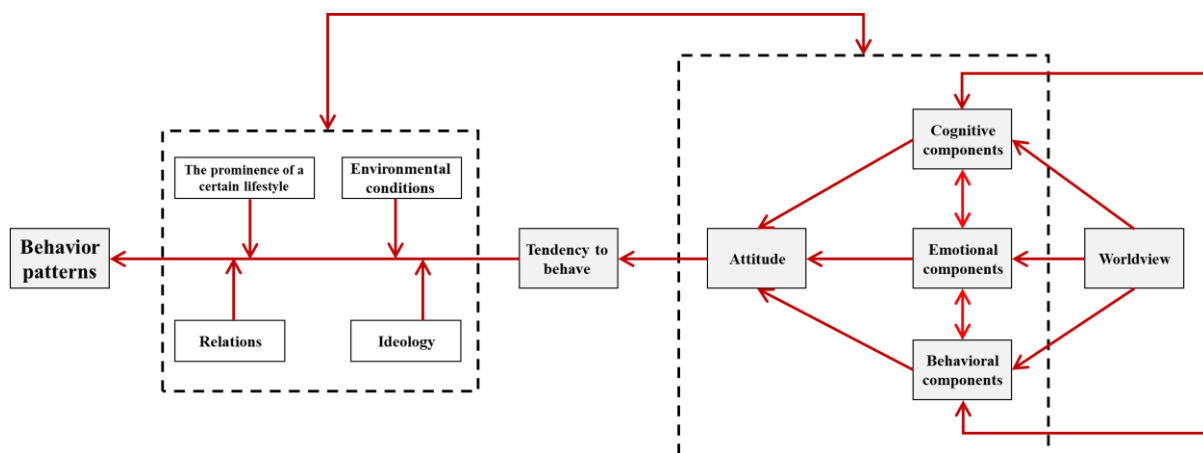 The prominence of a
certain lifestyle
Environmental
conditions
Behavior
patterns
Relations
Ideology
Tendency to
behave
Attitude
Cognitive
components
Emotional
components
Behavioral
components
Worldview